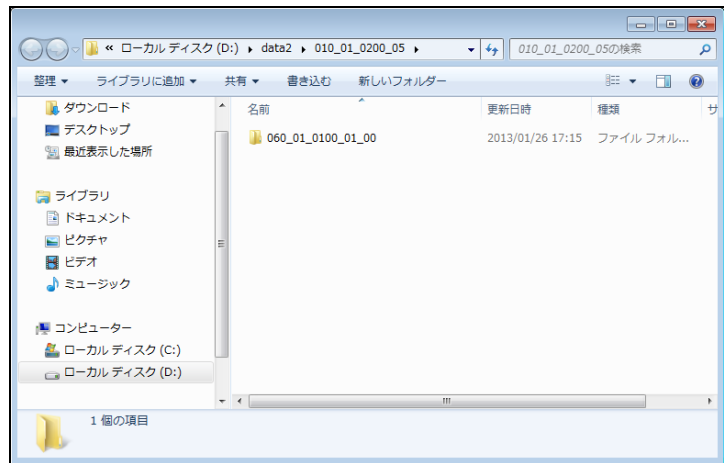 « ローカル ディスク (D:) ▸ data2 ▸ 010_01_0200_05 ▸
010_01_0200_05の検索
整理 ▼ ライブラリに追加 ▼ 共有 ▼ 書き込む 新しいフォルダー
ダウンロード
デスクトップ
最近表示した場所
ライブラリ
ドキュメント
ピクチャ
ビデオ
ミュージック
コンピューター
ローカル ディスク (C:)
ローカル ディスク (D:)
名前 更新日時 種類 サ
060_01_0100_01_00 2013/01/26 17:15 ファイル フォル...
1 個の項目